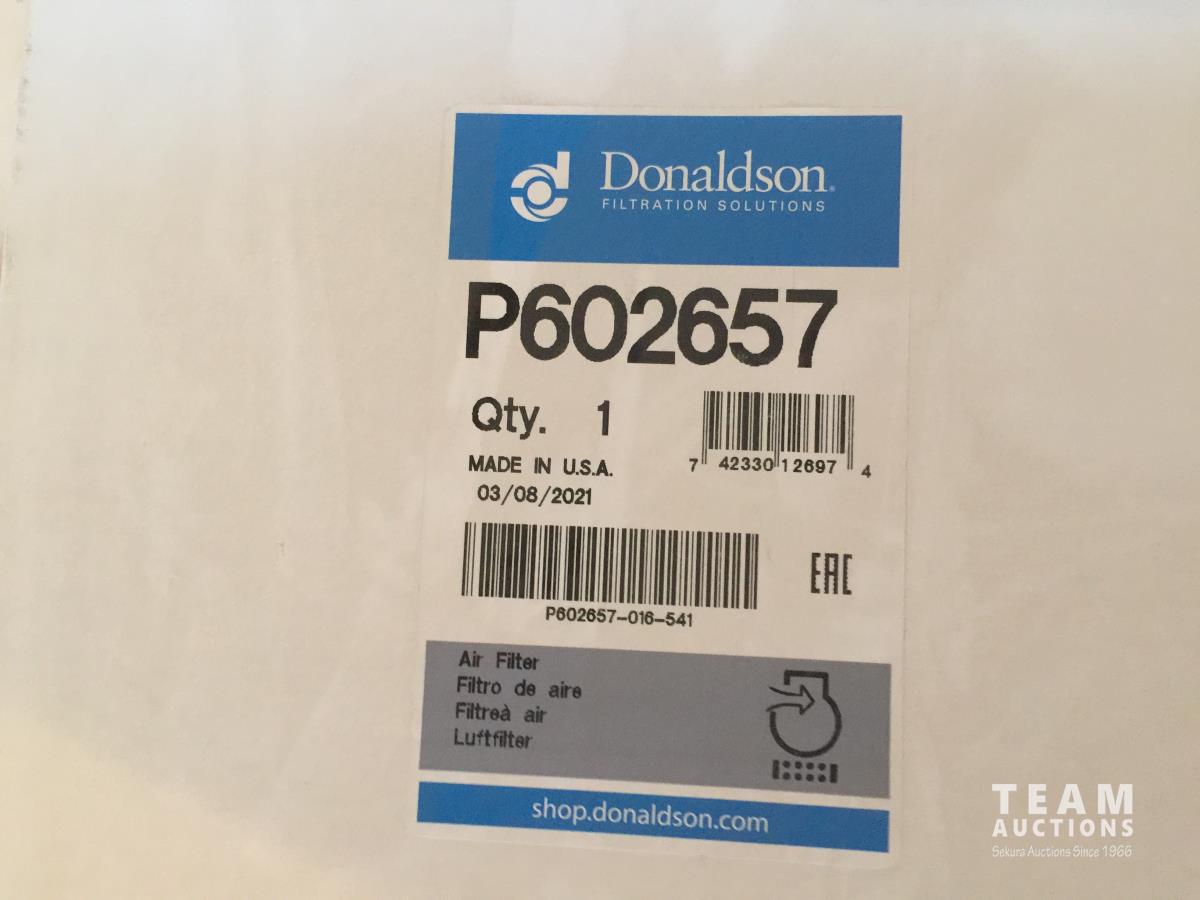 Donaldson®
FILTRATION SOLUTIONS
P602657
Qty. 1
MADE IN U.S.A.
03/08/2021
7 42330 12697 4
P602657-016-541
EAC
Air Filter
Filtro de aire
Filtreà air
Luftfilter
shop.donaldson.com
TEAM
AUCTIONS
Sekura Auctions Since 1966